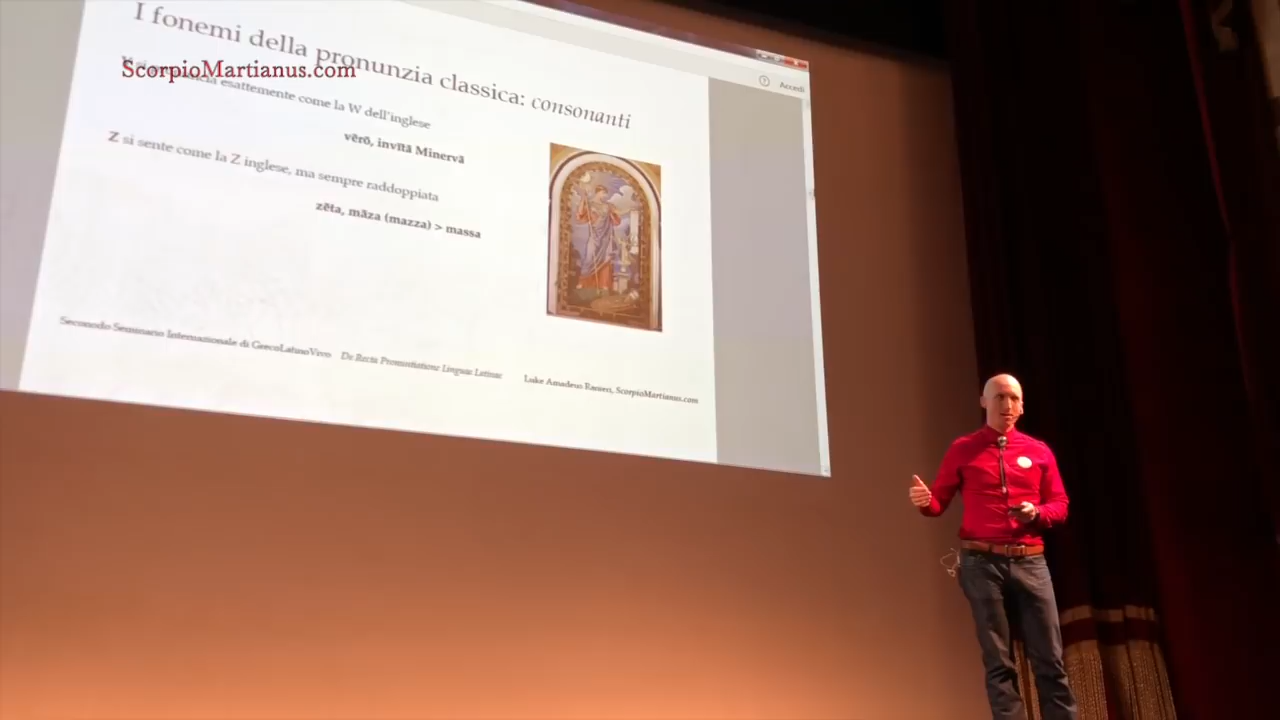 I fonemi della pronunzia classica: consonanti
ScorpioMartianus.com
esattemente come la W dell'inglese
vērō, invītā Minervā
Z si sente come la Z inglese, ma sempre raddoppiata
zēta, māza (mazza) > massa
Seconodo Seminario Internazionale di GrecoLatinoVivo De Recta Pronuntiatione Linguae Latinae Luke Amadeus Ranieri, ScorpioMartianus.com
Accedi